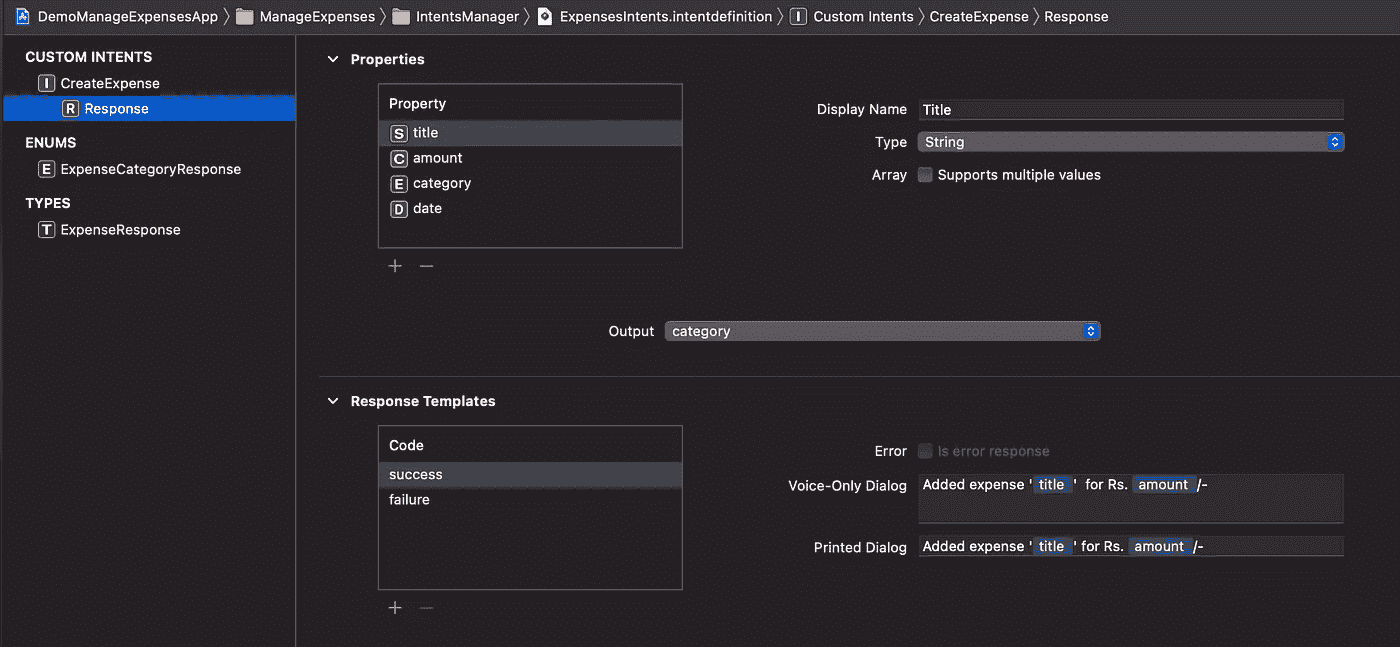 DemoManageExpensesApp ManageExpenses IntentsManager ExpensesIntents.intentdefinition I Custom Intents CreateExpense Response
CUSTOM INTENTS
I CreateExpense
R Response
ENUMS
E ExpenseCategoryResponse
TYPES
T ExpenseResponse
Properties
Property
S title
C amount
E category
D date
Display Name Title
Type String
Array Supports multiple values
Output category
Response Templates
Code
success
failure
Error Is error response
Voice-Only Dialog Added expense ' title ' for Rs. amount /-
Printed Dialog Added expense ' title ' for Rs. amount /-